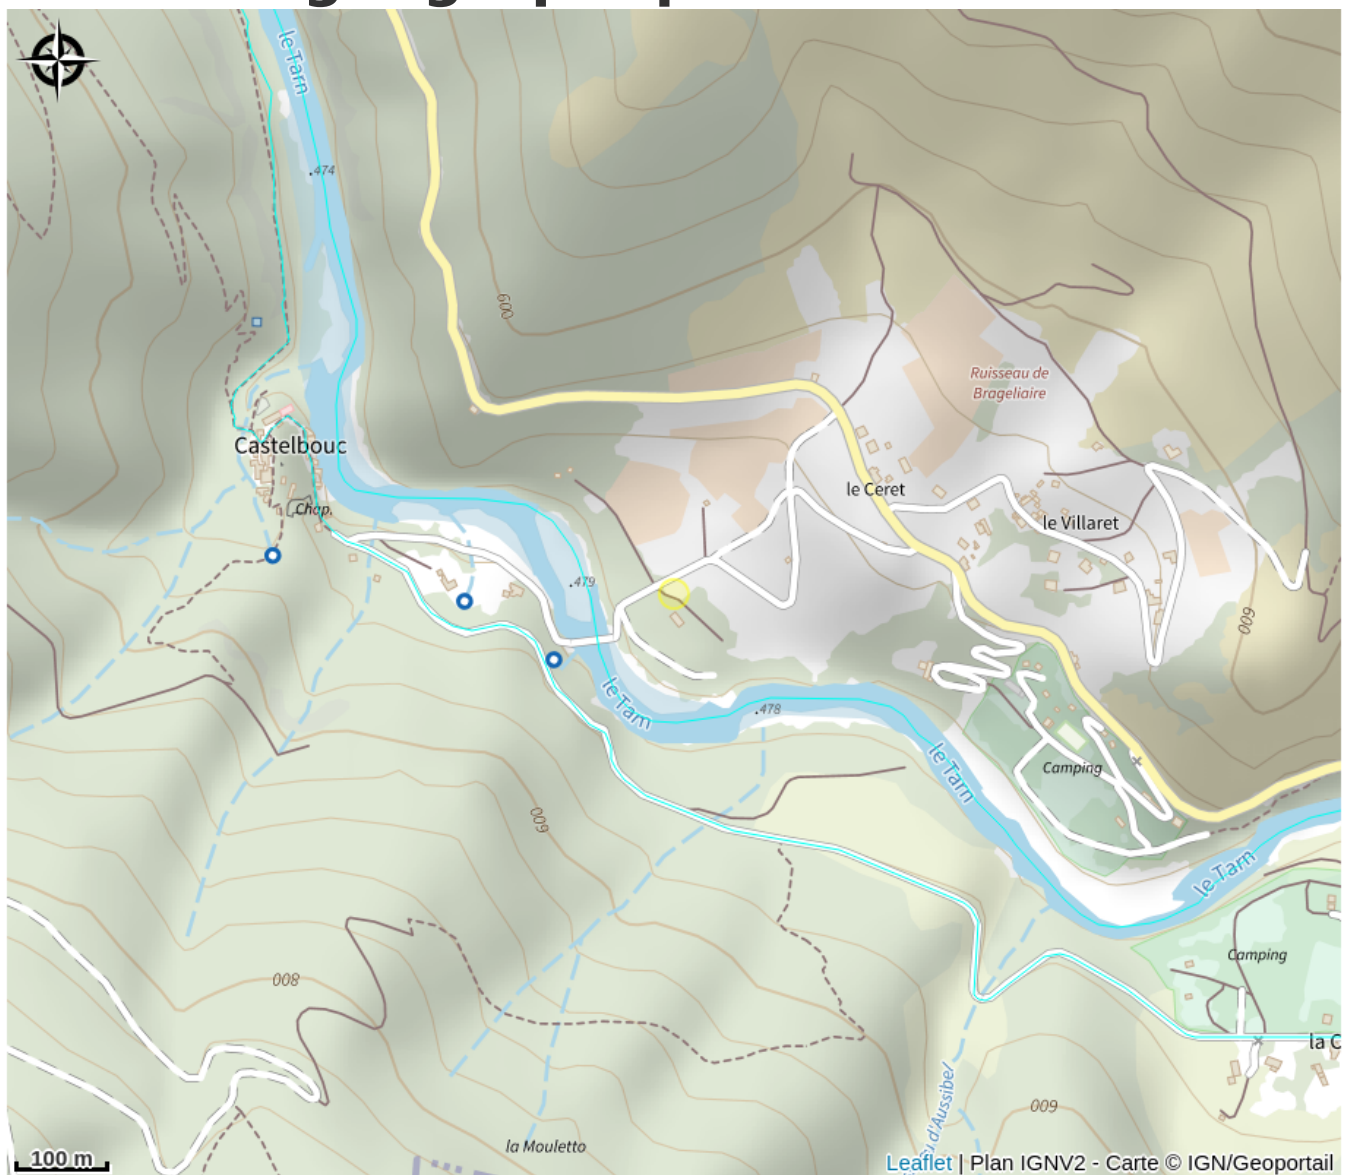 le Tarn
.474
600
Ruisseau de
Brageliaire
Castelbouc
le Ceret
Chap.
le Villaret
.479
600
le Tarn
.478
le Tarn
Camping
600
le Tarn
Camping
800
la C
600
d'Aussibel
la Mouletto
100 m
Leaflet | Plan IGNV2 - Carte © IGN/Geoportail